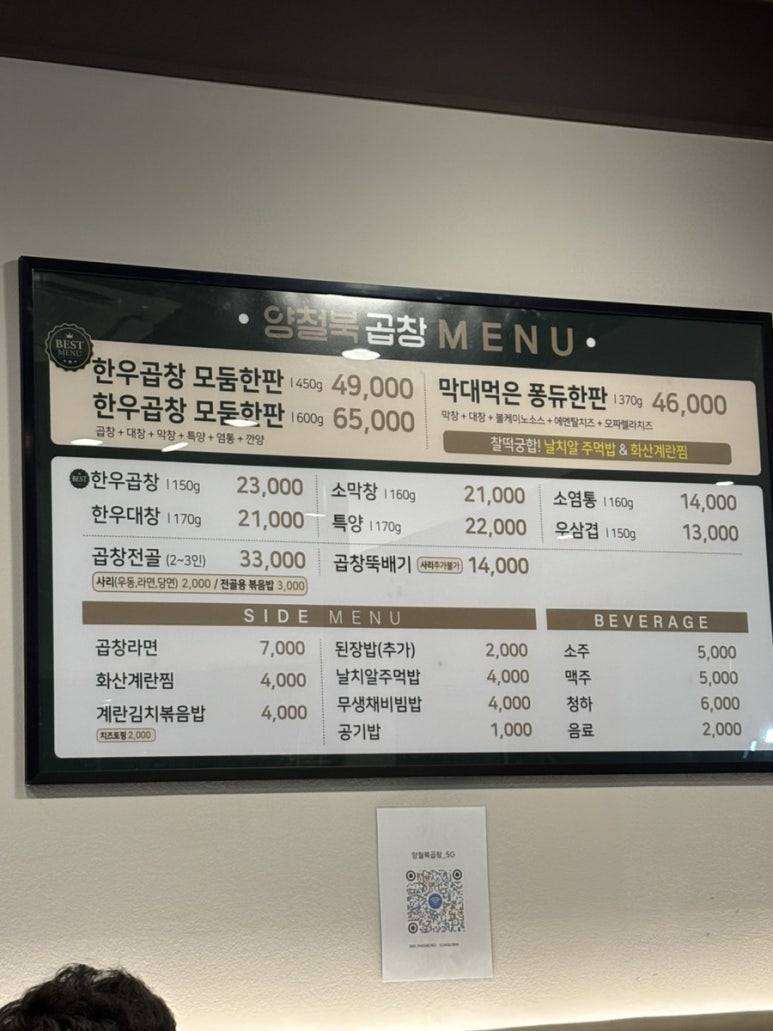 양철북 곱창 MENU
BEST MENU
한우곱창 모둠한판 | 450g 49,000
한우곱창 모둠한판 | 600g 65,000
곱창 + 대창 + 막창 + 특양 + 염통 + 깐양
막대먹은 퐁듀한판 | 370g 46,000
막창 + 대창 + 볼케이노소스 + 에멘탈치즈 + 모짜렐라치즈
찰떡궁합! 날치알 주먹밥 & 화산계란찜
BEST 한우곱창 | 150g 23,000
한우대창 | 170g 21,000
소막창 | 160g 21,000
특양 | 170g 22,000
소염통 | 160g 14,000
우삼겹 | 150g 13,000
곱창전골 (2~3인) 33,000
사리(우동,라면,당면) 2,000 / 전골용 볶음밥 3,000
곱창뚝배기 사리추가불가 14,000
SIDE MENU
곱창라면 7,000
화산계란찜 4,000
계란김치볶음밥 4,000
치즈토핑 2,000
된장밥(추가) 2,000
날치알주먹밥 4,000
무생채비빔밥 4,000
공기밥 1,000
BEVERAGE
소주 5,000
맥주 5,000
청하 6,000
음료 2,000
양철북곱창_5G